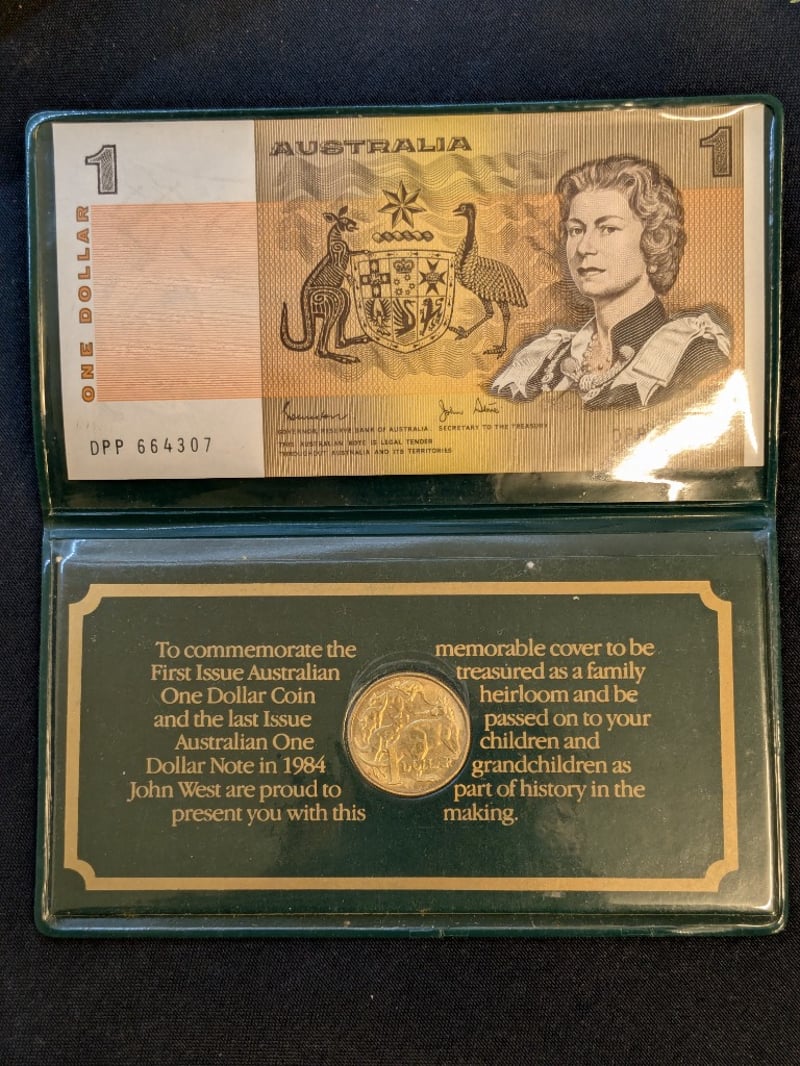 1
AUSTRALIA
1
ONE DOLLAR
GOVERNOR, RESERVE BANK OF AUSTRALIA. SECRETARY TO THE TREASURY
THIS AUSTRALIAN NOTE IS LEGAL TENDER
THROUGHOUT AUSTRALIA AND ITS TERRITORIES
DPP 664307
To commemorate the
First Issue Australian
One Dollar Coin
and the last Issue
Australian One
Dollar Note in 1984
John West are proud to
present you with this
memorable cover to be
treasured as a family
heirloom and be
passed on to your
children and
grandchildren as
part of history in the
making.
DOLLAR